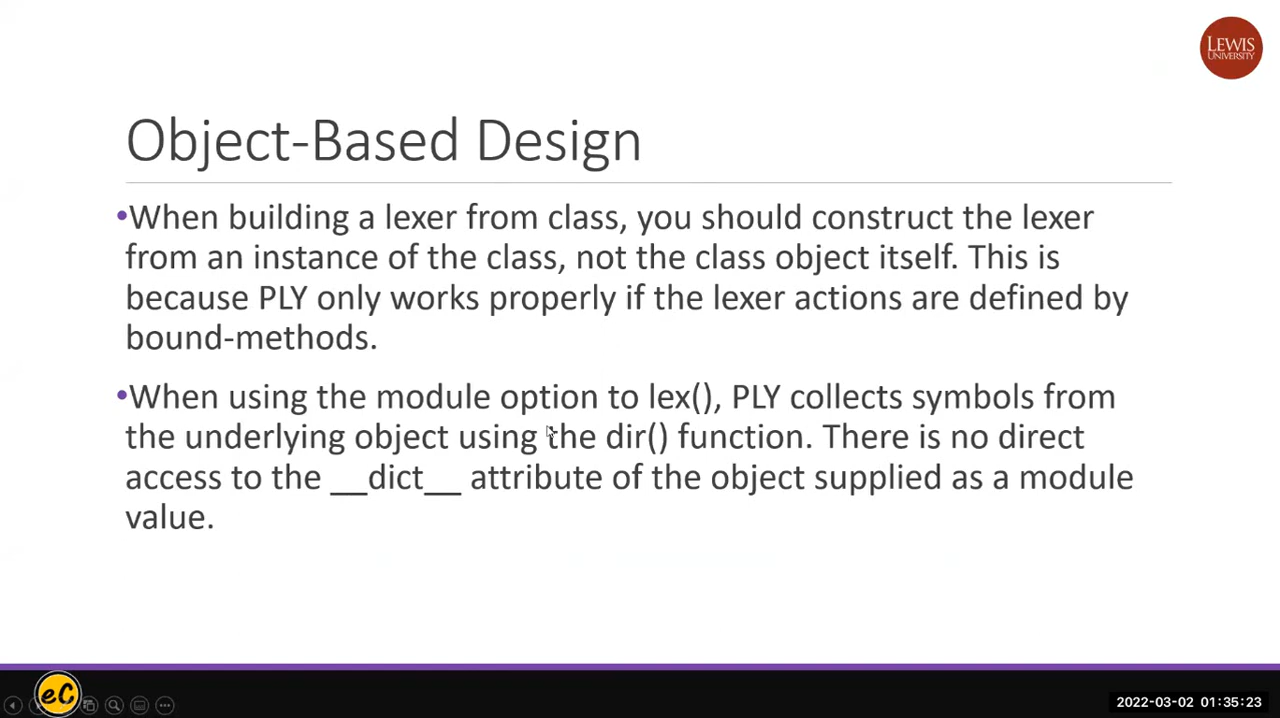 LEWIS
UNIVERSITY
Object-Based Design
•When building a lexer from class, you should construct the lexer
from an instance of the class, not the class object itself. This is
because PLY only works properly if the lexer actions are defined by
bound-methods.
•When using the module option to lex(), PLY collects symbols from
the underlying object using the dir() function. There is no direct
access to the __dict__ attribute of the object supplied as a module
value.
eC
2022-03-02 01:35:23